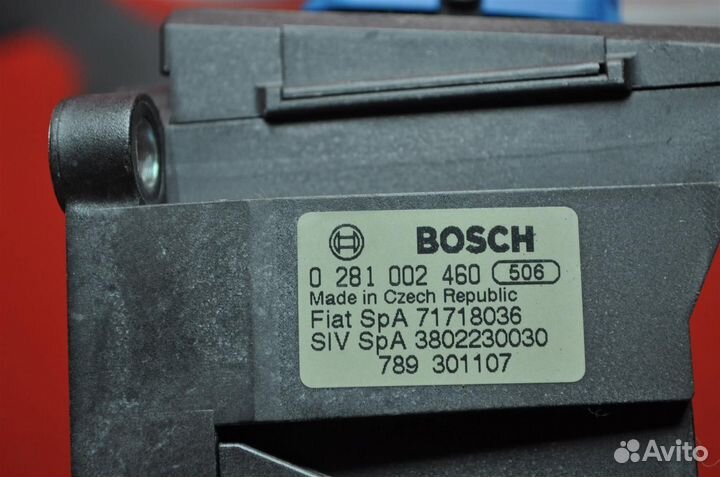 BOSCH
0 281 002 460 506
Made in Czech Republic
Fiat SpA 71718036
SIV SpA 3802230030
789 301107
Avito